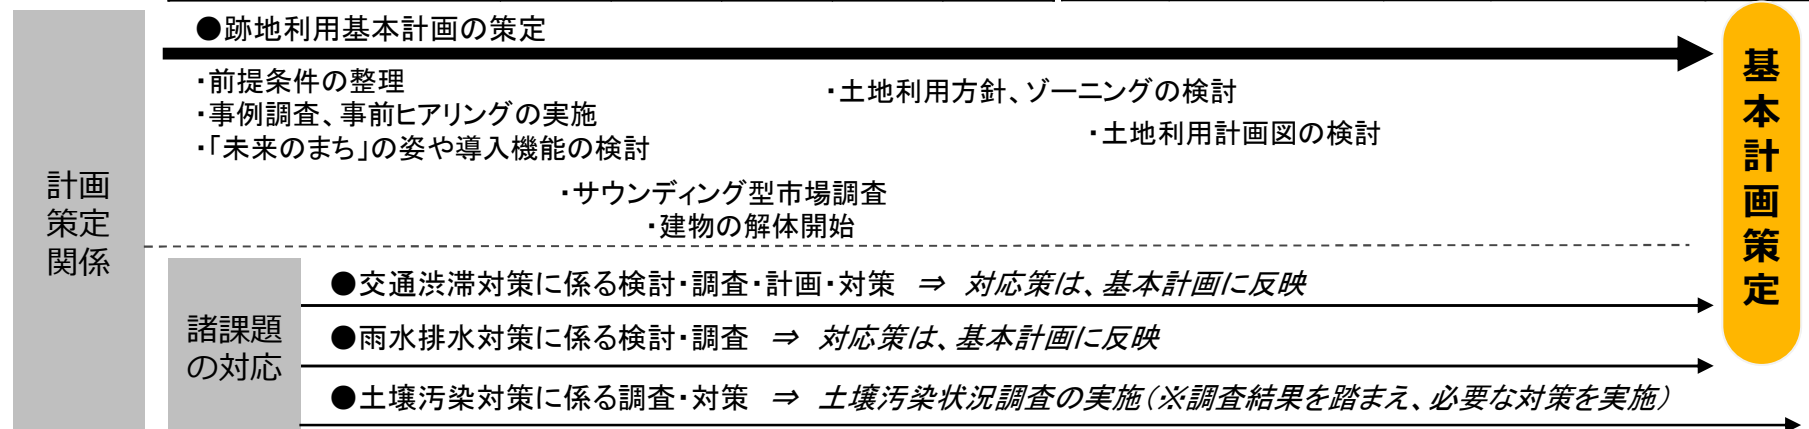 ●跡地利用基本計画の策定
・前提条件の整理
・事例調査、事前ヒアリングの実施
・「未来のまち」の姿や導入機能の検討
・土地利用方針、ゾーニングの検討
・土地利用計画図の検討
・サウンディング型市場調査
・建物の解体開始
計画
策定
関係
諸課題
の対応
●交通渋滞対策に係る検討・調査・計画・対策 ⇒ 対応策は、基本計画に反映
●雨水排水対策に係る検討・調査 ⇒ 対応策は、基本計画に反映
●土壌汚染対策に係る調査・対策 ⇒ 土壌汚染状況調査の実施(※調査結果を踏まえ、必要な対策を実施)
基本計画策定